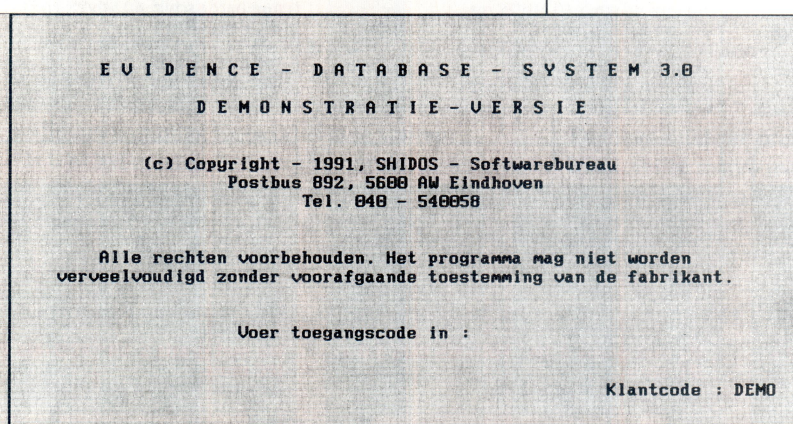 E V I D E N C E - D A T A B A S E - S Y S T E M 3.0
D E M O N S T R A T I E - V E R S I E
(c) Copyright - 1991, SHIDOS - Softwarebureau
Postbus 892, 5600 AW Eindhoven
Tel. 040 - 540058
Alle rechten voorbehouden. Het programma mag niet worden
verveelvoudigd zonder voorafgaande toestemming van de fabrikant.
Voer toegangscode in :
Klantcode : DEMO